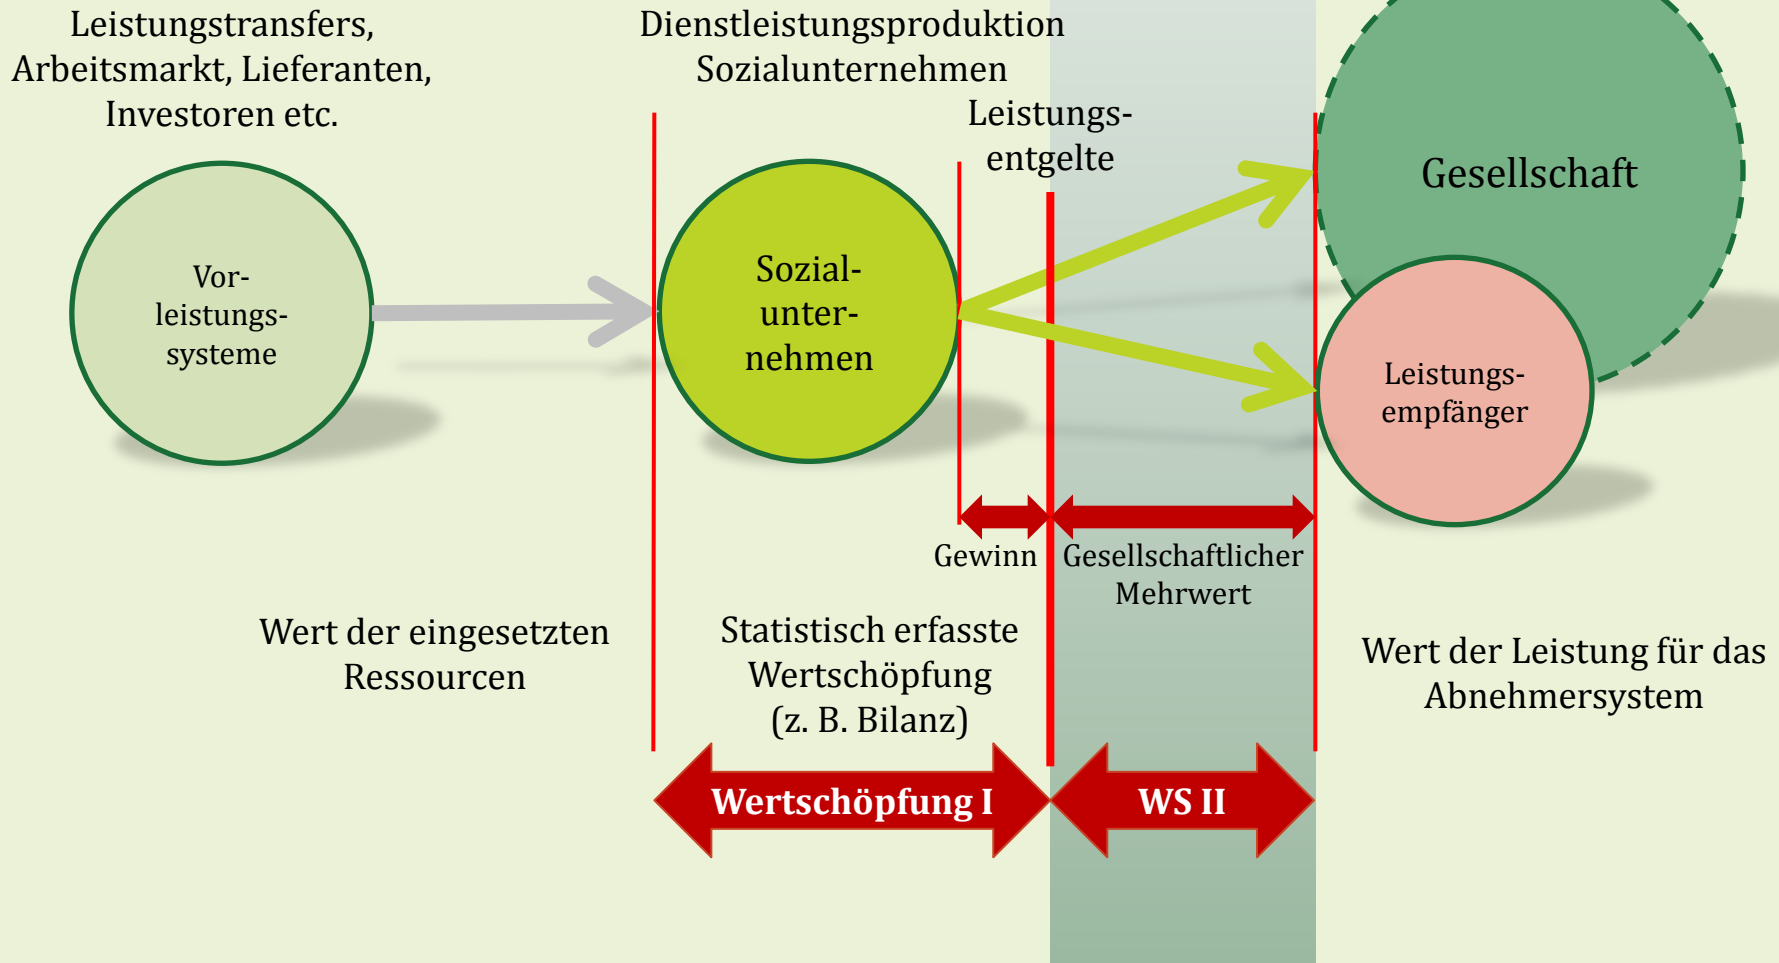 Leistungstransfers,
Arbeitsmarkt, Lieferanten,
Investoren etc.
Dienstleistungsproduktion
Sozialunternehmen
Leistungs-
entgelte
Gesellschaft
Vor-
leistungs-
systeme
Sozial-
unter-
nehmen
Leistungs-
empfänger
Gewinn
Gesellschaftlicher
Mehrwert
Wert der eingesetzten
Ressourcen
Statistisch erfasste
Wertschöpfung
(z. B. Bilanz)
Wert der Leistung für das
Abnehmersystem
Wertschöpfung I
WS II